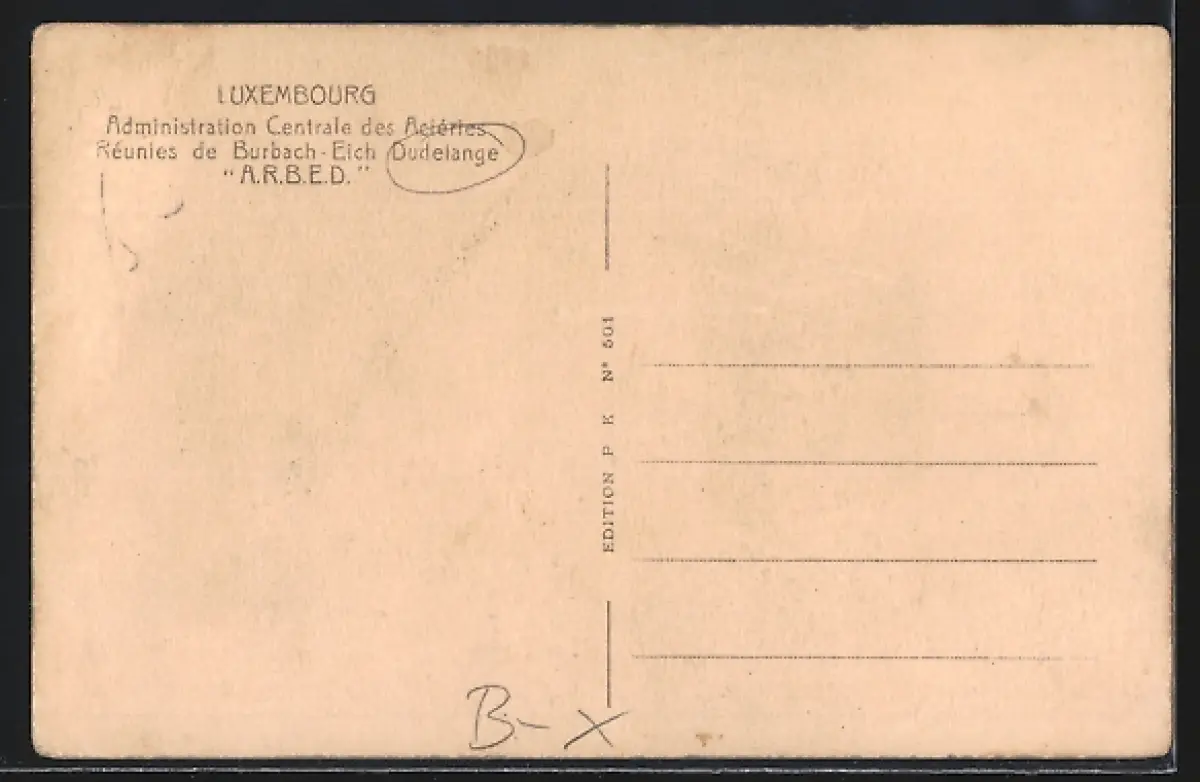 LUXEMBOURG
Administration Centrale des Aciéries
Réunies de Burbach-Eich Dudelange
"A.R.B.E.D."
EDITION P K N° 501
B.- X